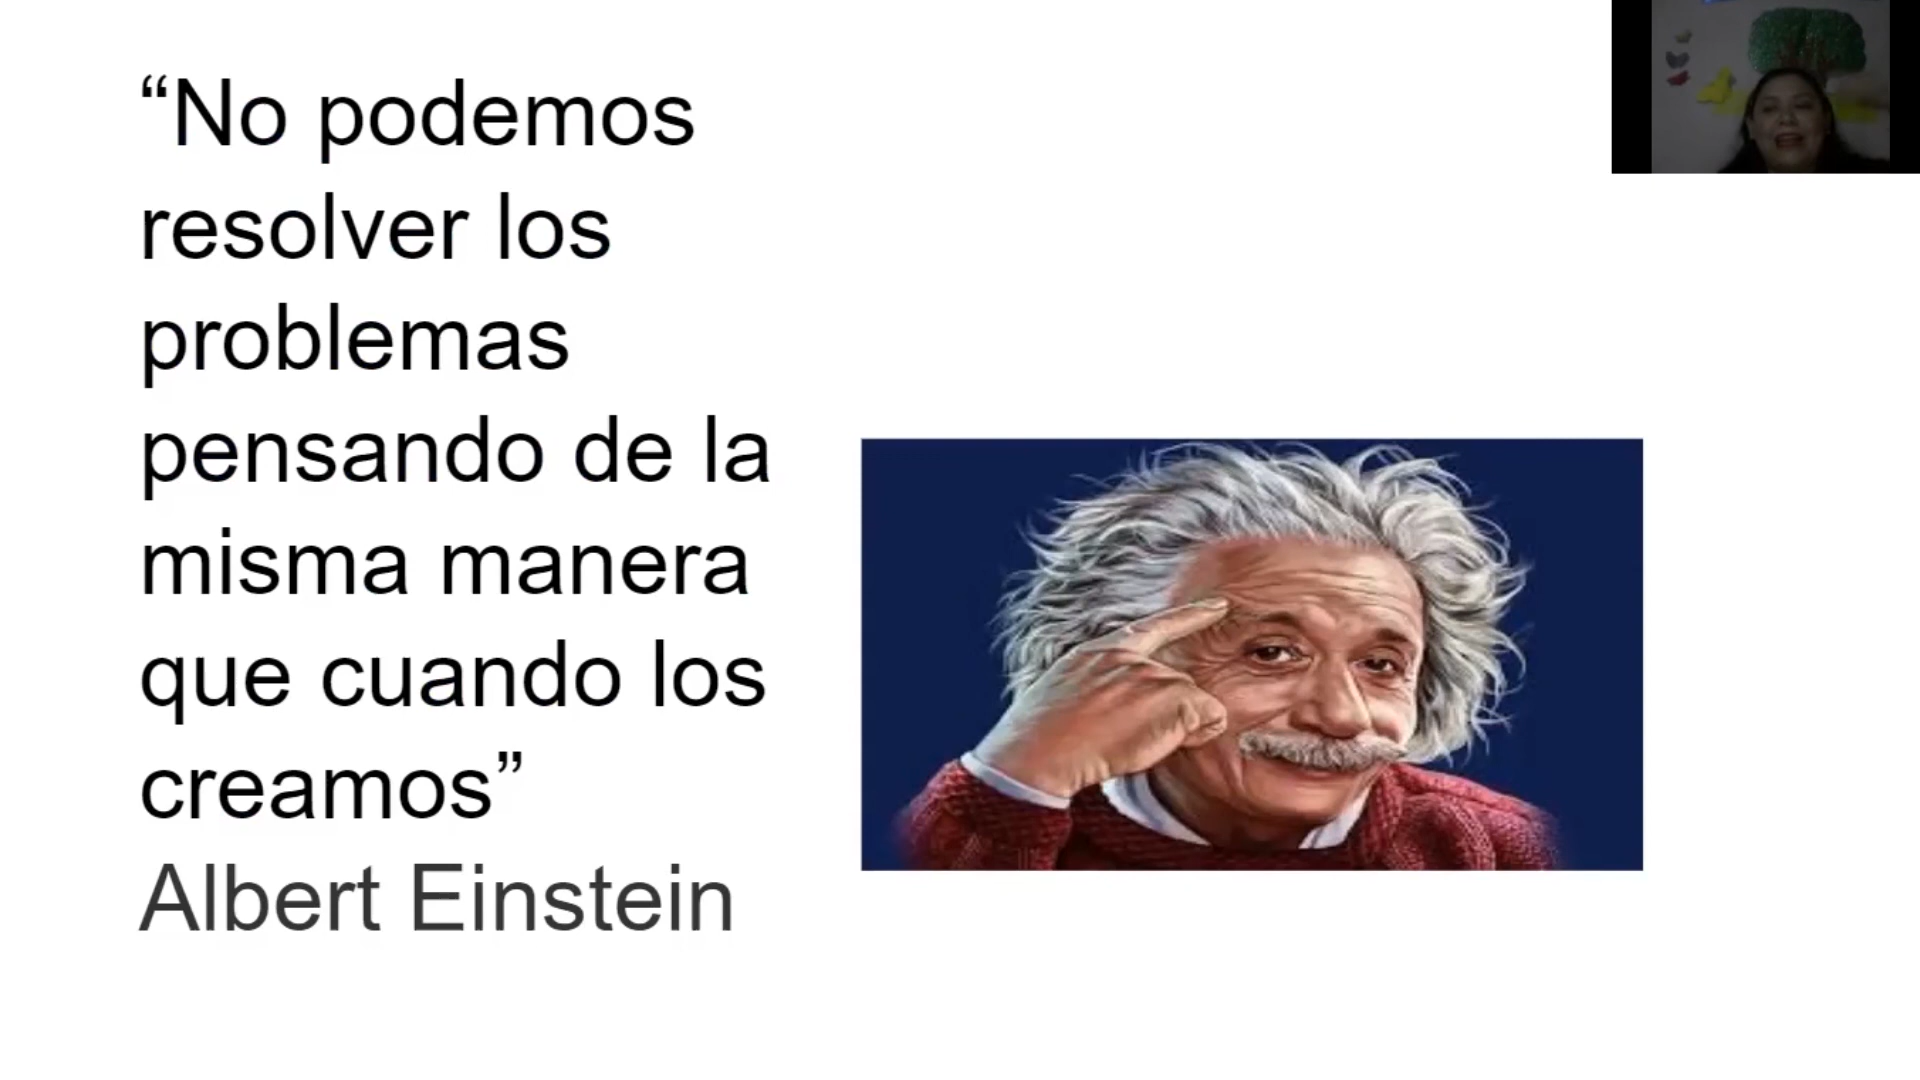 “No podemos
resolver los
problemas
pensando de la
misma manera
que cuando los
creamos”
Albert Einstein